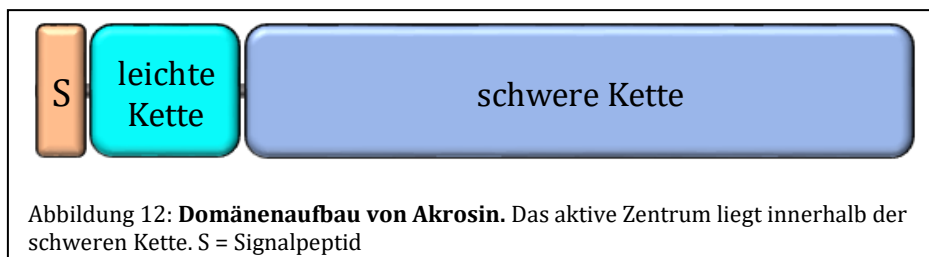 S
leichte
Kette
schwere Kette
Abbildung 12: Domänenaufbau von Akrosin. Das aktive Zentrum liegt innerhalb der
schweren Kette. S = Signalpeptid